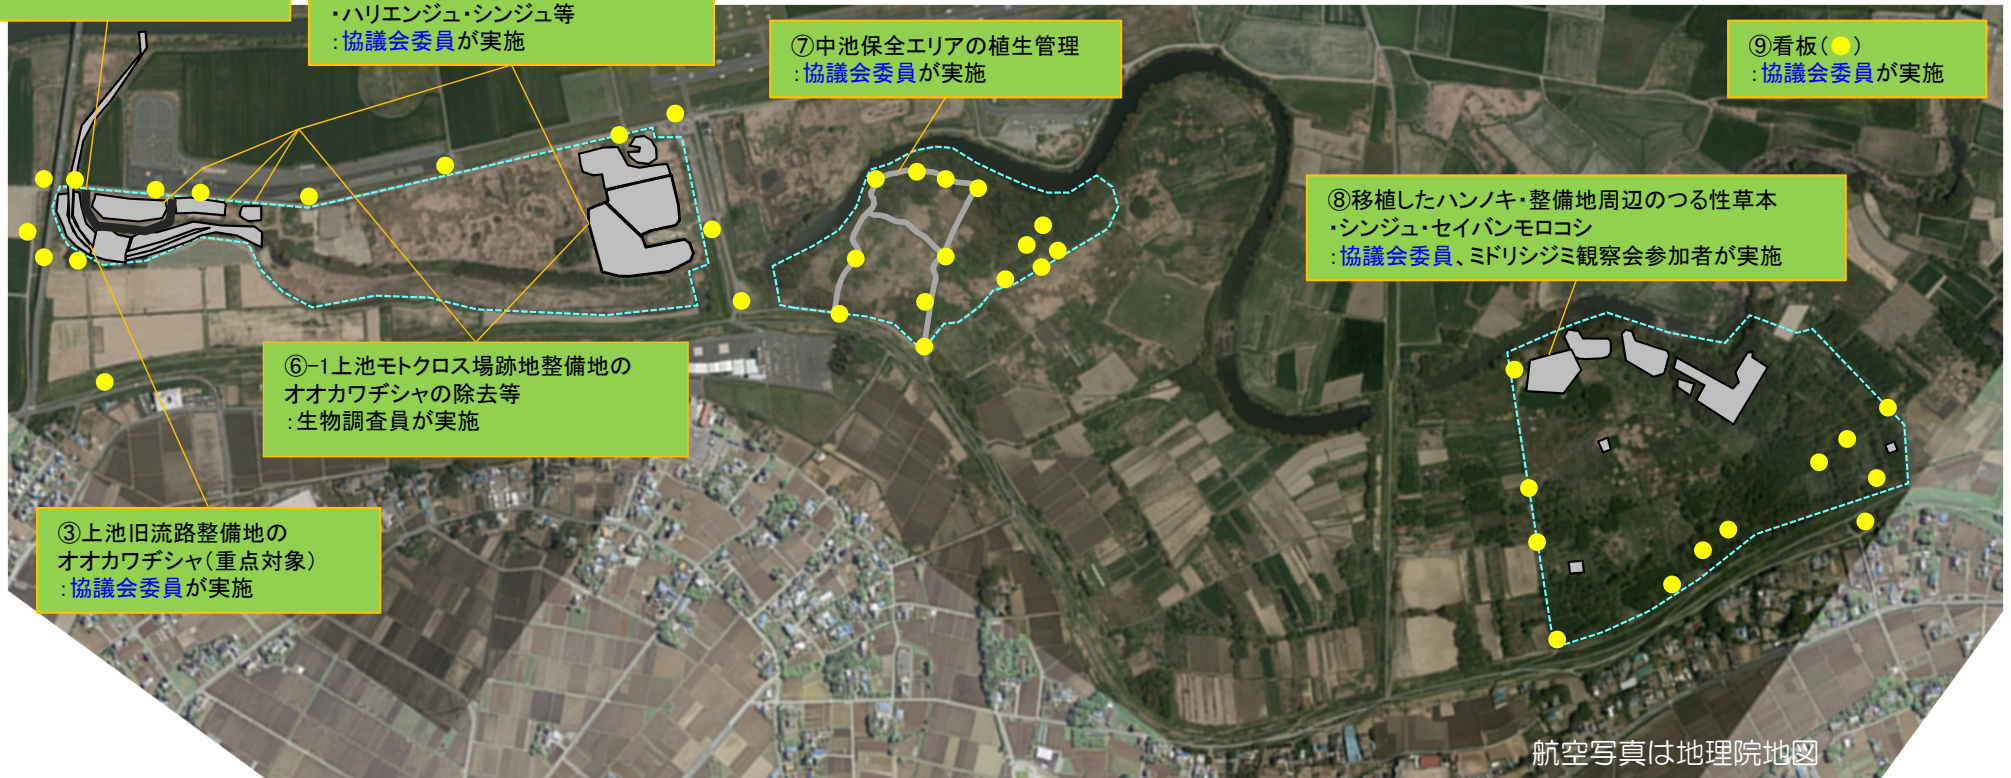 ・ハリエンジュ・シンジュ等
：協議会委員が実施
⑦中池保全エリアの植生管理
：協議会委員が実施
⑨看板(　)
：協議会委員が実施
⑧移植したハンノキ・整備地周辺のつる性草本
・シンジュ・セイバンモロコシ
：協議会委員、ミドリシジミ観察会参加者が実施
⑥-1上池モトクロス場跡地整備地の
オオカワヂシャの除去等
：生物調査員が実施
③上池旧流路整備地の
オオカワヂシャ(重点対象)
：協議会委員が実施
航空写真は地理院地図